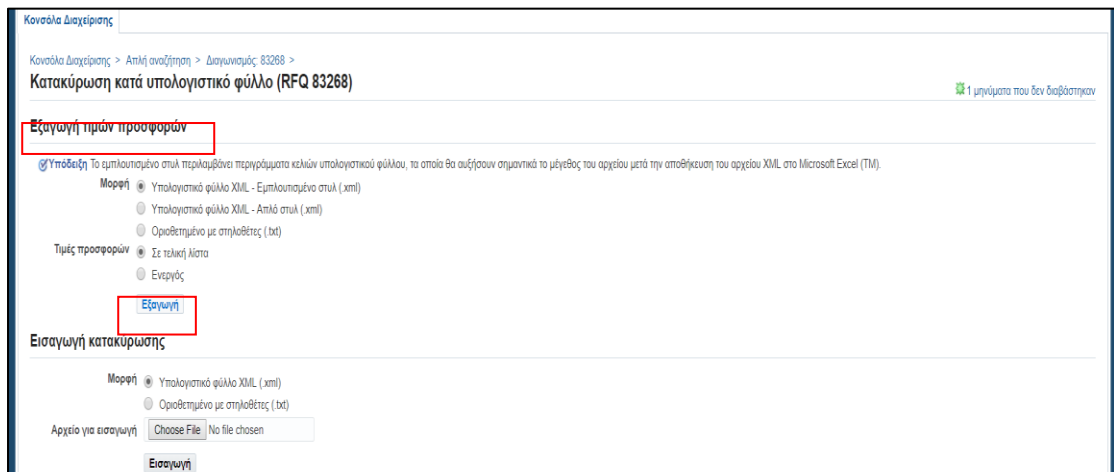 Κονσόλα Διαχείρισης
Κονσόλα Διαχείρισης > Απλή αναζήτηση > Διαγωνισμός: 83268 >
Κατακύρωση κατά υπολογιστικό φύλλο (RFQ 83268)
1 μηνύματα που δεν διαβάστηκαν
Εξαγωγή τιμών προσφορών
Υπόδειξη Το εμπλουτισμένο στυλ περιλαμβάνει περιγράμματα κελιών υπολογιστικού φύλλου, τα οποία θα αυξήσουν σημαντικά το μέγεθος του αρχείου μετά την αποθήκευση του αρχείου XML στο Microsoft Excel (TM).
Μορφή Υπολογιστικό φύλλο XML - Εμπλουτισμένο στυλ (.xml)
Υπολογιστικό φύλλο XML - Απλό στυλ (.xml)
Οριοθετημένο με στηλοθέτες (.txt)
Τιμές προσφορών Σε τελική λίστα
Ενεργός
Εξαγωγή
Εισαγωγή κατακύρωσης
Μορφή Υπολογιστικό φύλλο XML (.xml)
Οριοθετημένο με στηλοθέτες (.txt)
Αρχείο για εισαγωγή Choose File No file chosen
Εισαγωγή